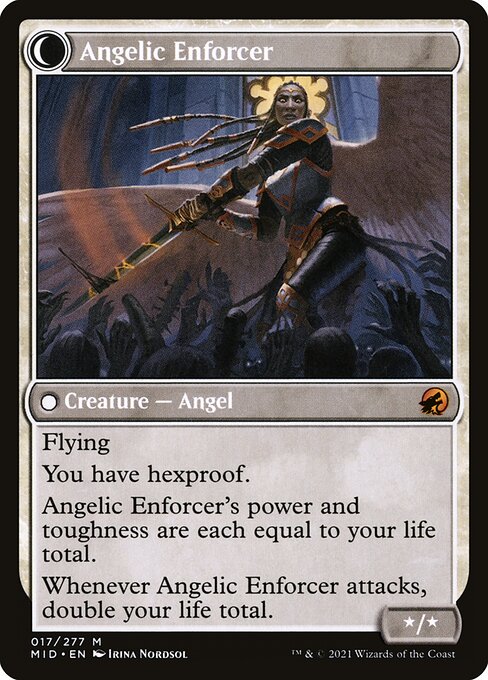 Angelic Enforcer
Creature — Angel
Flying
You have hexproof.
Angelic Enforcer's power and
toughness are each equal to your life
total.
Whenever Angelic Enforcer attacks,
double your life total.
★/★
017/277 M
MID • EN Irina Nordsol
™ & © 2021 Wizards of the Coast